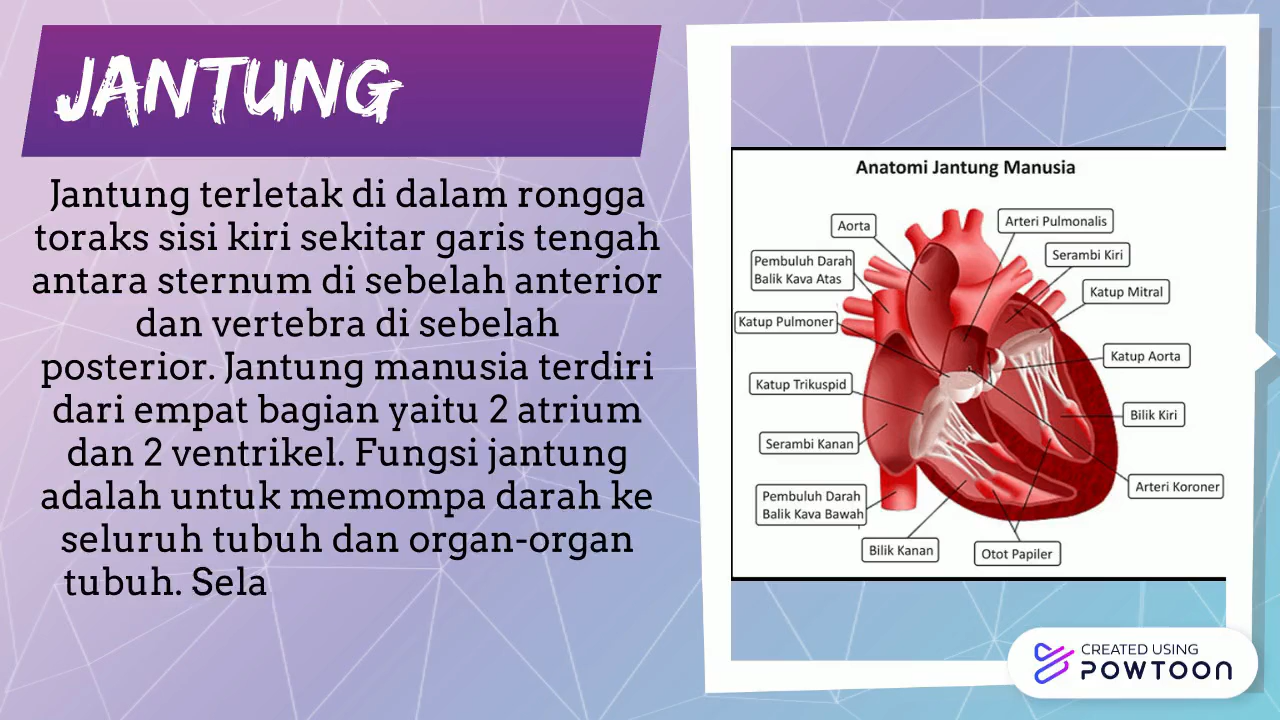 JANTUNG
Jantung terletak di dalam rongga
toraks sisi kiri sekitar garis tengah
antara sternum di sebelah anterior
dan vertebra di sebelah
posterior. Jantung manusia terdiri
dari empat bagian yaitu 2 atrium
dan 2 ventrikel. Fungsi jantung
adalah untuk memompa darah ke
seluruh tubuh dan organ-organ
tubuh. Sela
Anatomi Jantung Manusia
Aorta
Arteri Pulmonalis
Pembuluh Darah
Balik Kava Atas
Serambi Kiri
Katup Mitral
Katup Pulmoner
Katup Aorta
Katup Trikuspid
Bilik Kiri
Serambi Kanan
Arteri Koroner
Pembuluh Darah
Balik Kava Bawah
Bilik Kanan
Otot Papiler
CREATED USING
POWTOON